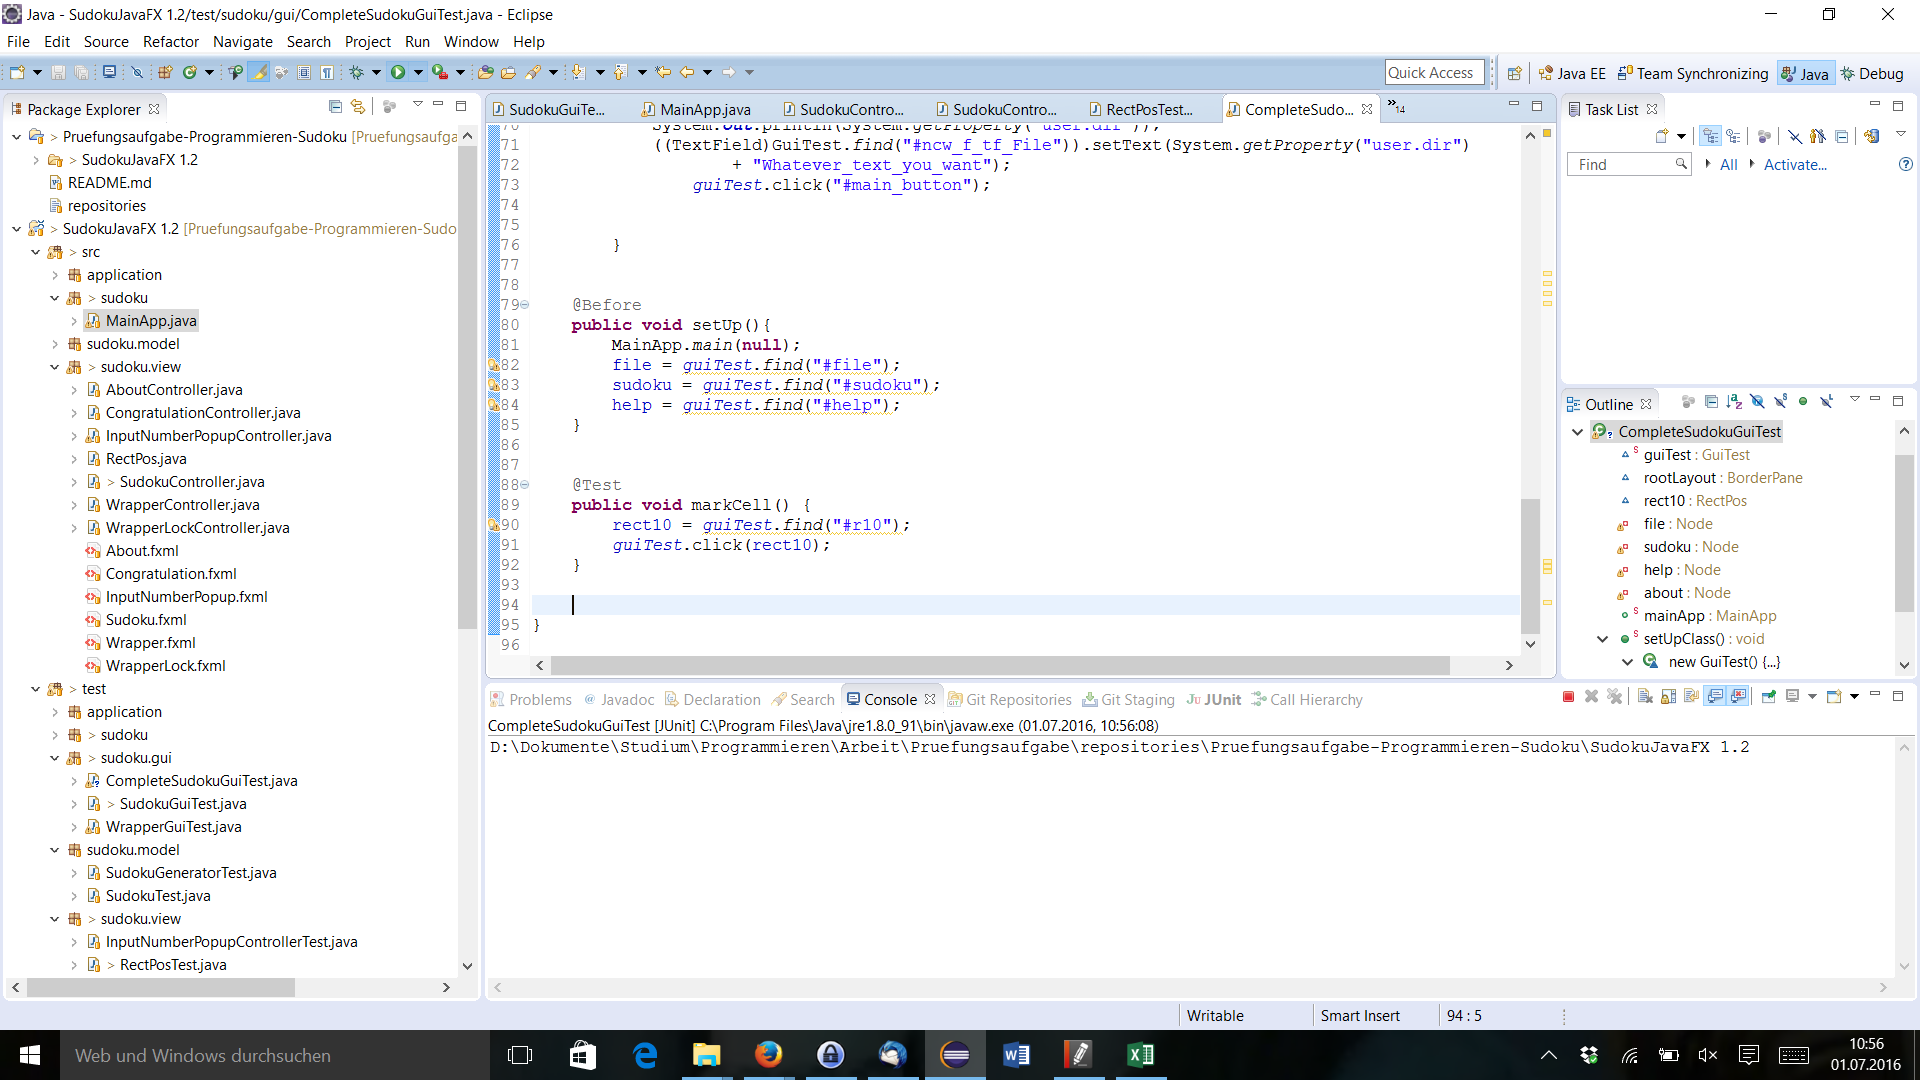 Java - SudokuJavaFX 1.2/test/sudoku/gui/CompleteSudokuGuiTest.java - Eclipse
File Edit Source Refactor Navigate Search Project Run Window Help
Quick Access
Java EE
Team Synchronizing
Java
Debug
Package Explorer
> Pruefungsaufgabe-Programmieren-Sudoku [Pruefungsaufga
> SudokuJavaFX 1.2
README.md
repositories
> SudokuJavaFX 1.2 [Pruefungsaufgabe-Programmieren-Sudo
> src
application
> sudoku
MainApp.java
sudoku.model
> sudoku.view
AboutController.java
CongratulationController.java
InputNumberPopupController.java
RectPos.java
> SudokuController.java
WrapperController.java
WrapperLockController.java
About.fxml
Congratulation.fxml
InputNumberPopup.fxml
Sudoku.fxml
Wrapper.fxml
WrapperLock.fxml
> test
application
> sudoku
> sudoku.gui
CompleteSudokuGuiTest.java
> SudokuGuiTest.java
WrapperGuiTest.java
sudoku.model
SudokuGeneratorTest.java
SudokuTest.java
> sudoku.view
InputNumberPopupControllerTest.java
> RectPosTest.java
SudokuGuiTe...
MainApp.java
SudokuContro...
SudokuContro...
RectPosTest...
CompleteSudo...
»14
70 System.out.println(System.getProperty("user.dir"));
71 ((TextField)GuiTest.find("#ncw_f_tf_File")).setText(System.getProperty("user.dir")
72 + "Whatever_text_you_want");
73 guiTest.click("#main_button");
74
75
76 }
77
78
79 @Before
80 public void setUp(){
81 MainApp.main(null);
82 file = guiTest.find("#file");
83 sudoku = guiTest.find("#sudoku");
84 help = guiTest.find("#help");
85 }
86
87
88 @Test
89 public void markCell() {
90 rect10 = guiTest.find("#r10");
91 guiTest.click(rect10);
92 }
93
94
95 }
96
Task List
Find
All
Activate...
Outline
CompleteSudokuGuiTest
guiTest : GuiTest
rootLayout : BorderPane
rect10 : RectPos
file : Node
sudoku : Node
help : Node
about : Node
mainApp : MainApp
setUpClass() : void
new GuiTest() {...}
Problems
Javadoc
Declaration
Search
Console
Git Repositories
Git Staging
JUnit
Call Hierarchy
CompleteSudokuGuiTest [JUnit] C:\Program Files\Java\jre1.8.0_91\bin\javaw.exe (01.07.2016, 10:56:08)
D:\Dokumente\Studium\Programmieren\Arbeit\Pruefungsaufgabe\repositories\Pruefungsaufgabe-Programmieren-Sudoku\SudokuJavaFX 1.2
Writable
Smart Insert
94 : 5
Web und Windows durchsuchen
10:56
01.07.2016